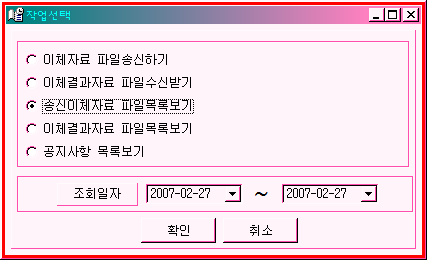 작업선택
이체자료 파일송신하기
이체결과자료 파일수신받기
송신이체자료 파일목록보기
이체결과자료 파일목록보기
공지사항 목록보기
조회일자 2007-02-27 ~ 2007-02-27
확인 취소